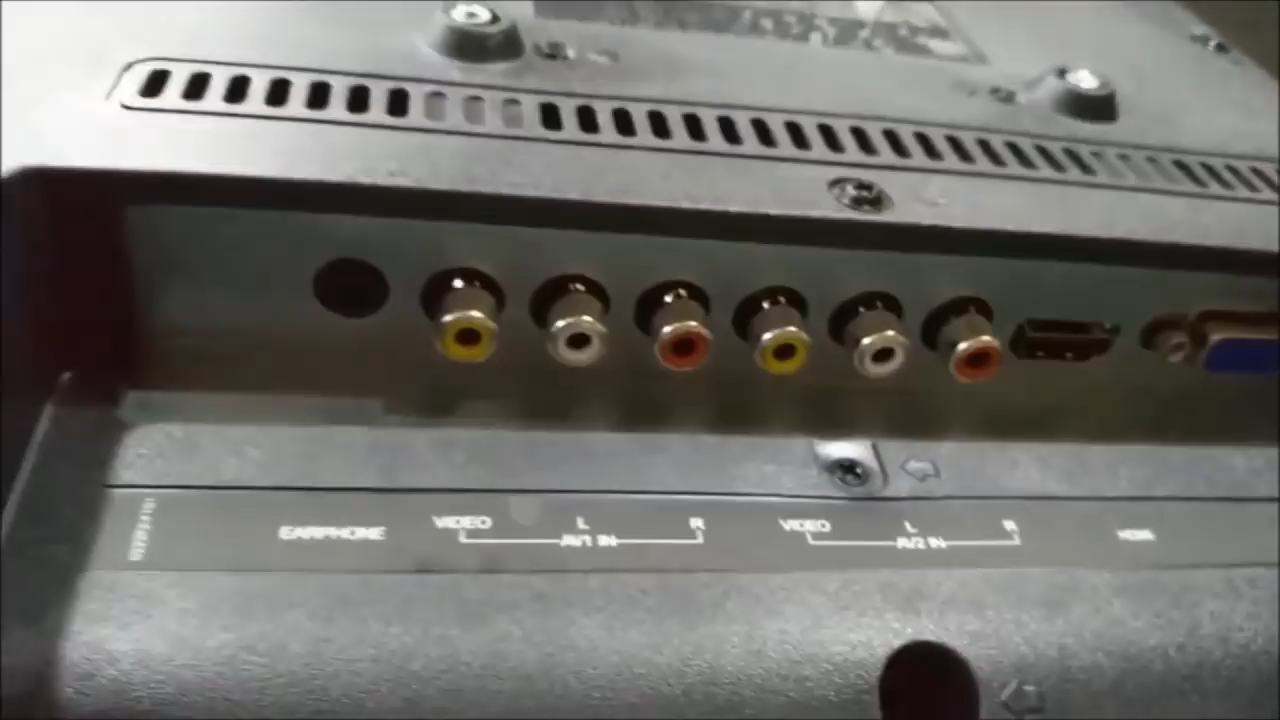 EARPHONE
VIDEO L R
AV1 IN
VIDEO L R
AV2 IN
HDMI